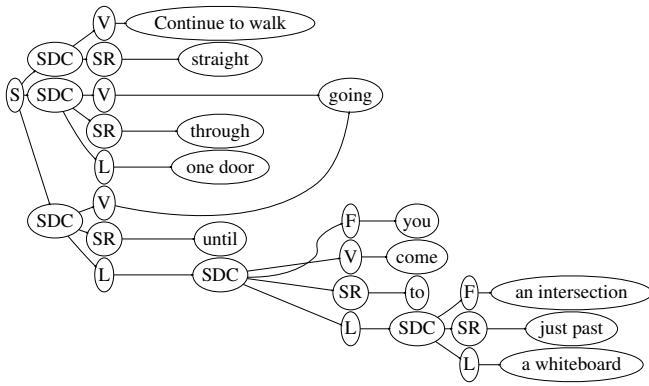 V Continue to walk
SDC SR straight
S SDC V going
SR through
L one door
V
SDC
SR until
F you
L SDC
V come
SR to
F an intersection
L SDC SR just past
L a whiteboard